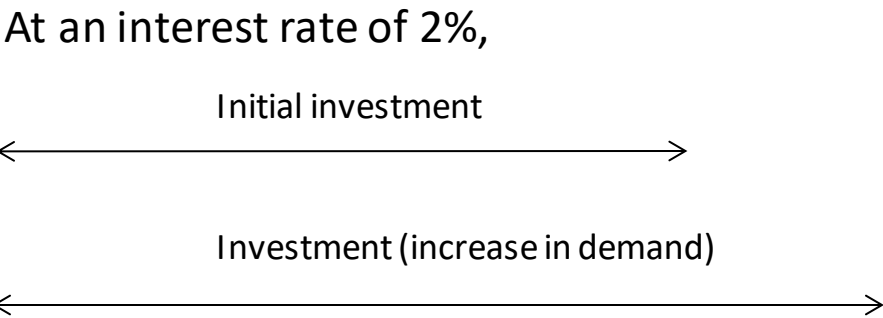 At an interest rate of 2%,
Initial investment
Investment (increase in demand)